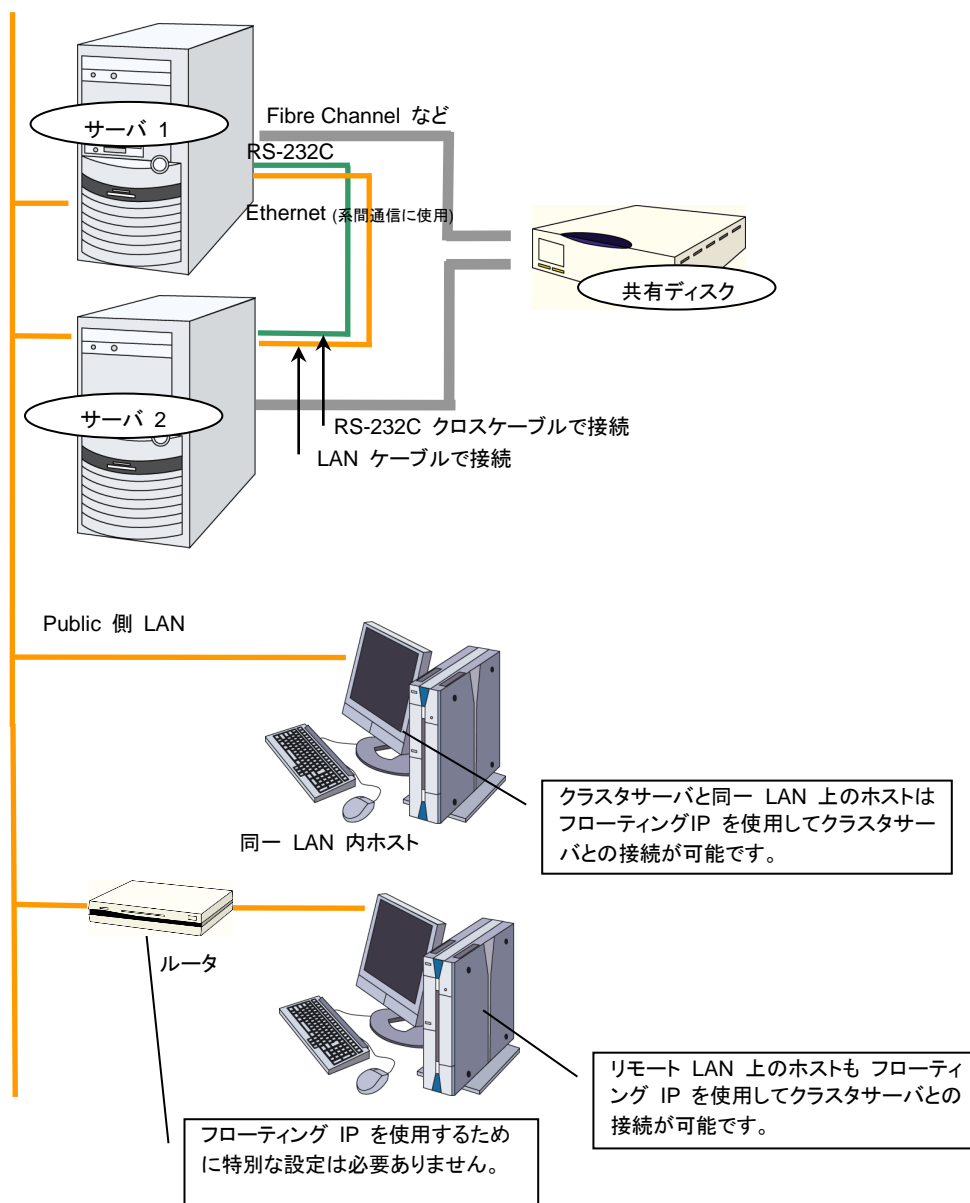 サーバ 1
Fibre Channel など
RS-232C
Ethernet (系間通信に使用)
共有ディスク
サーバ 2
RS-232C クロスケーブルで接続
LAN ケーブルで接続
Public 側 LAN
同一 LAN 内ホスト
クラスタサーバと同一 LAN 上のホストは
フローティングIP を使用してクラスタサー
バとの接続が可能です。
ルータ
リモート LAN 上のホストも フローティ
ング IP を使用してクラスタサーバとの
接続が可能です。
フローティング IP を使用するため
に特別な設定は必要ありません。